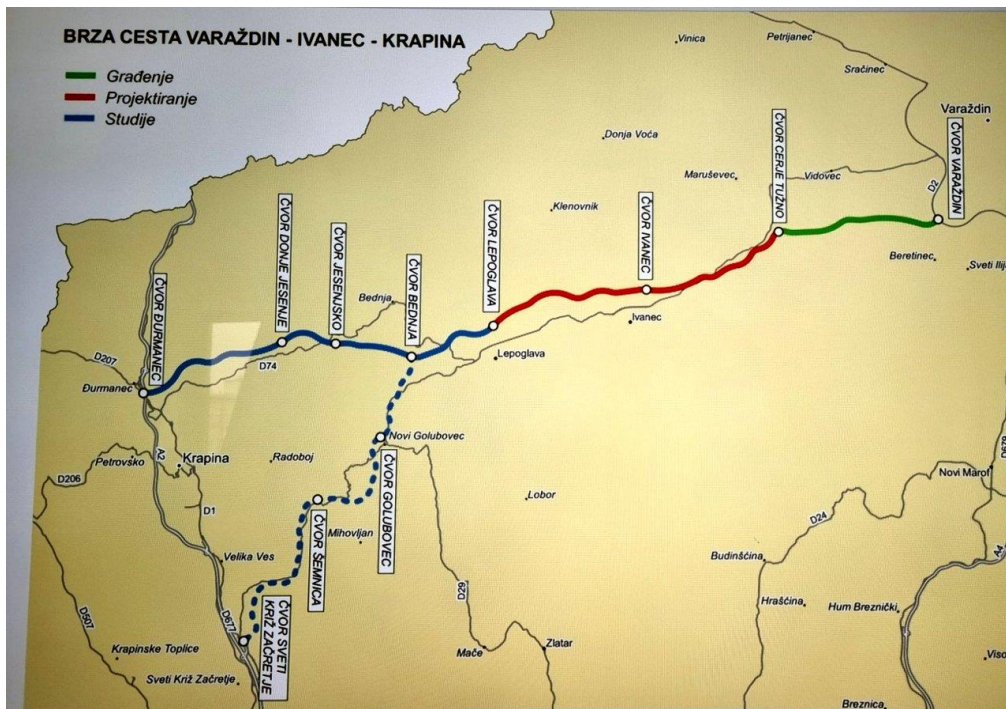 BRZA CESTA VARAŽDIN - IVANEC - KRAPINA
Građenje
Projektiranje
Studije
Vinica
Petrijanec
Sračinec
Varaždin
Donja Voća
Maruševec
Vidovec
ČVOR CERJE TUŽNO
ČVOR VARAŽDIN
D2
Klenovnik
ČVOR IVANEC
ČVOR LEPOGLAVA
Beretinec
Sveti Ilij
ČVOR DONJE JESENJE
ČVOR JESENJSKO
ČVOR BEDNJA
Bednja
Ivanec
Lepoglava
ČVOR ĐURMANEC
D207
D74
Đurmanec
Novi Golubovec
Petrovsko
A2
Krapina
Radoboj
D206
ČVOR GOLUBOVEC
Lobor
Novi Marof
D1
ČVOR ŠEMNICA
Mihovljan
D24
Velika Ves
Budinšćina
A4
D29
Hrašćina
Hum Breznički
D507
D677
ČVOR SVETI
KRIŽ ZAČRETJE
Krapinske Toplice
Mače
Zlatar
Sveti Križ Začretje
Viso
Breznica